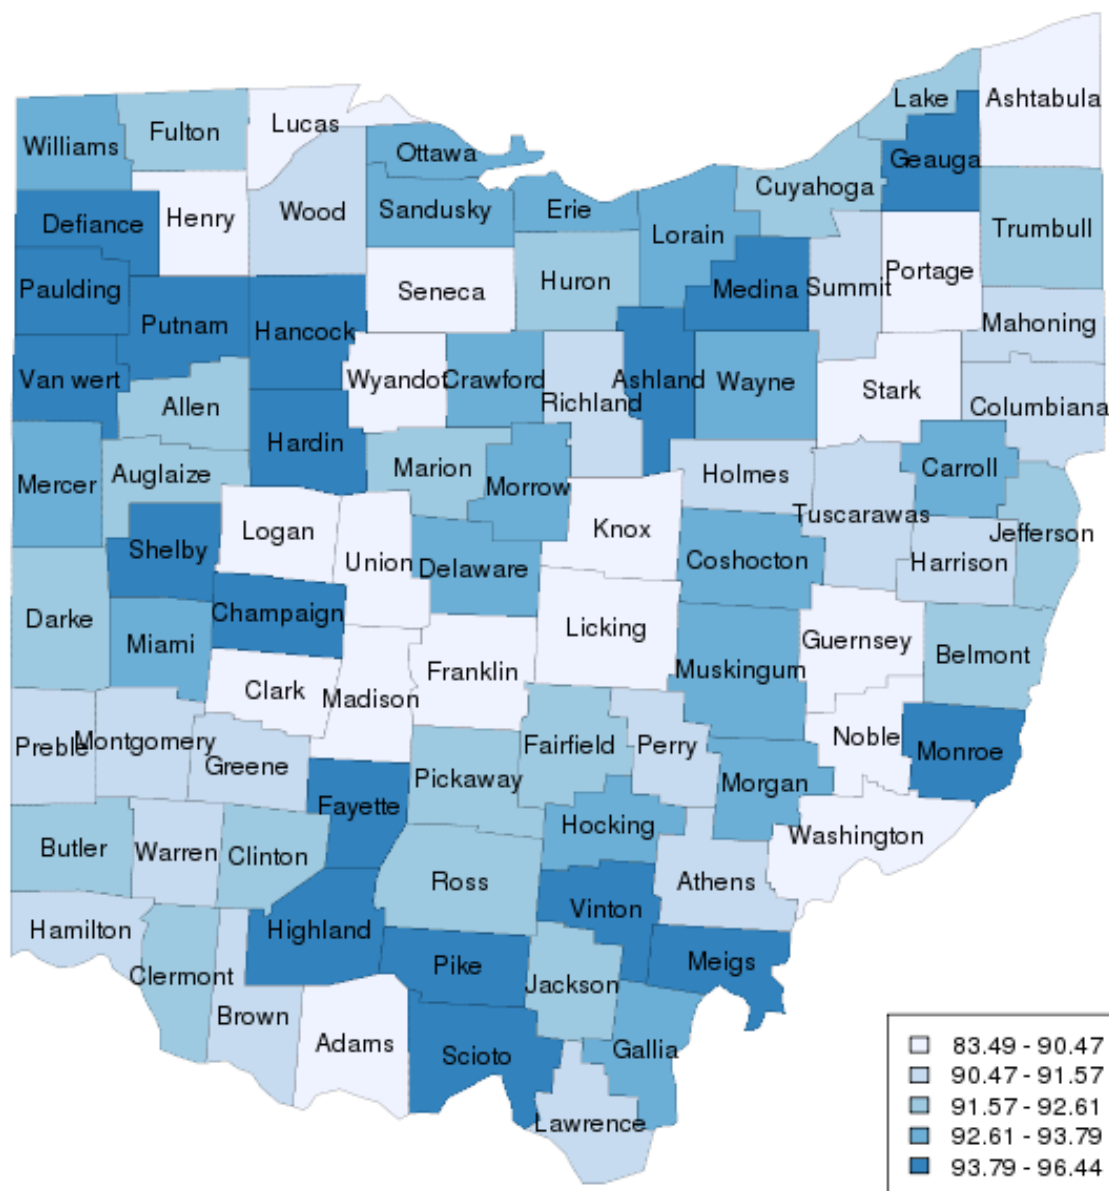 Lake
Ashtabula
Lucas
Fulton
Williams
Ottawa
Geauga
Cuyahoga
Defiance
Henry
Wood
Sandusky
Erie
Lorain
Trumbull
Paulding
Seneca
Huron
Medina
Summit
Portage
Mahoning
Putnam
Hancock
Van wert
Wyandot
Crawford
Richland
Ashland
Wayne
Stark
Columbiana
Allen
Hardin
Mercer
Auglaize
Marion
Morrow
Holmes
Carroll
Tuscarawas
Logan
Knox
Jefferson
Shelby
Union
Delaware
Coshocton
Harrison
Champaign
Darke
Miami
Licking
Guernsey
Belmont
Clark
Madison
Franklin
Muskingum
Preble
Montgomery
Greene
Fairfield
Perry
Noble
Monroe
Pickaway
Morgan
Fayette
Hocking
Washington
Butler
Warren
Clinton
Ross
Athens
Hamilton
Highland
Vinton
Clermont
Pike
Meigs
Jackson
Brown
Adams
Scioto
Gallia
Lawrence
83.49 - 90.47
90.47 - 91.57
91.57 - 92.61
92.61 - 93.79
93.79 - 96.44